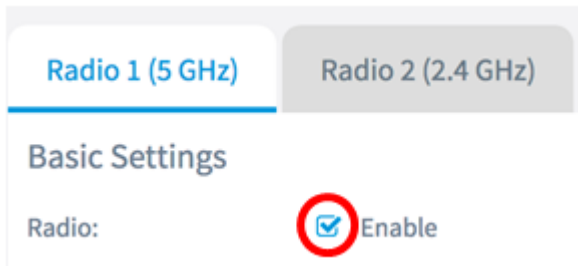 Radio 1 (5 GHz) Radio 2 (2.4 GHz)
Basic Settings
Radio: Enable